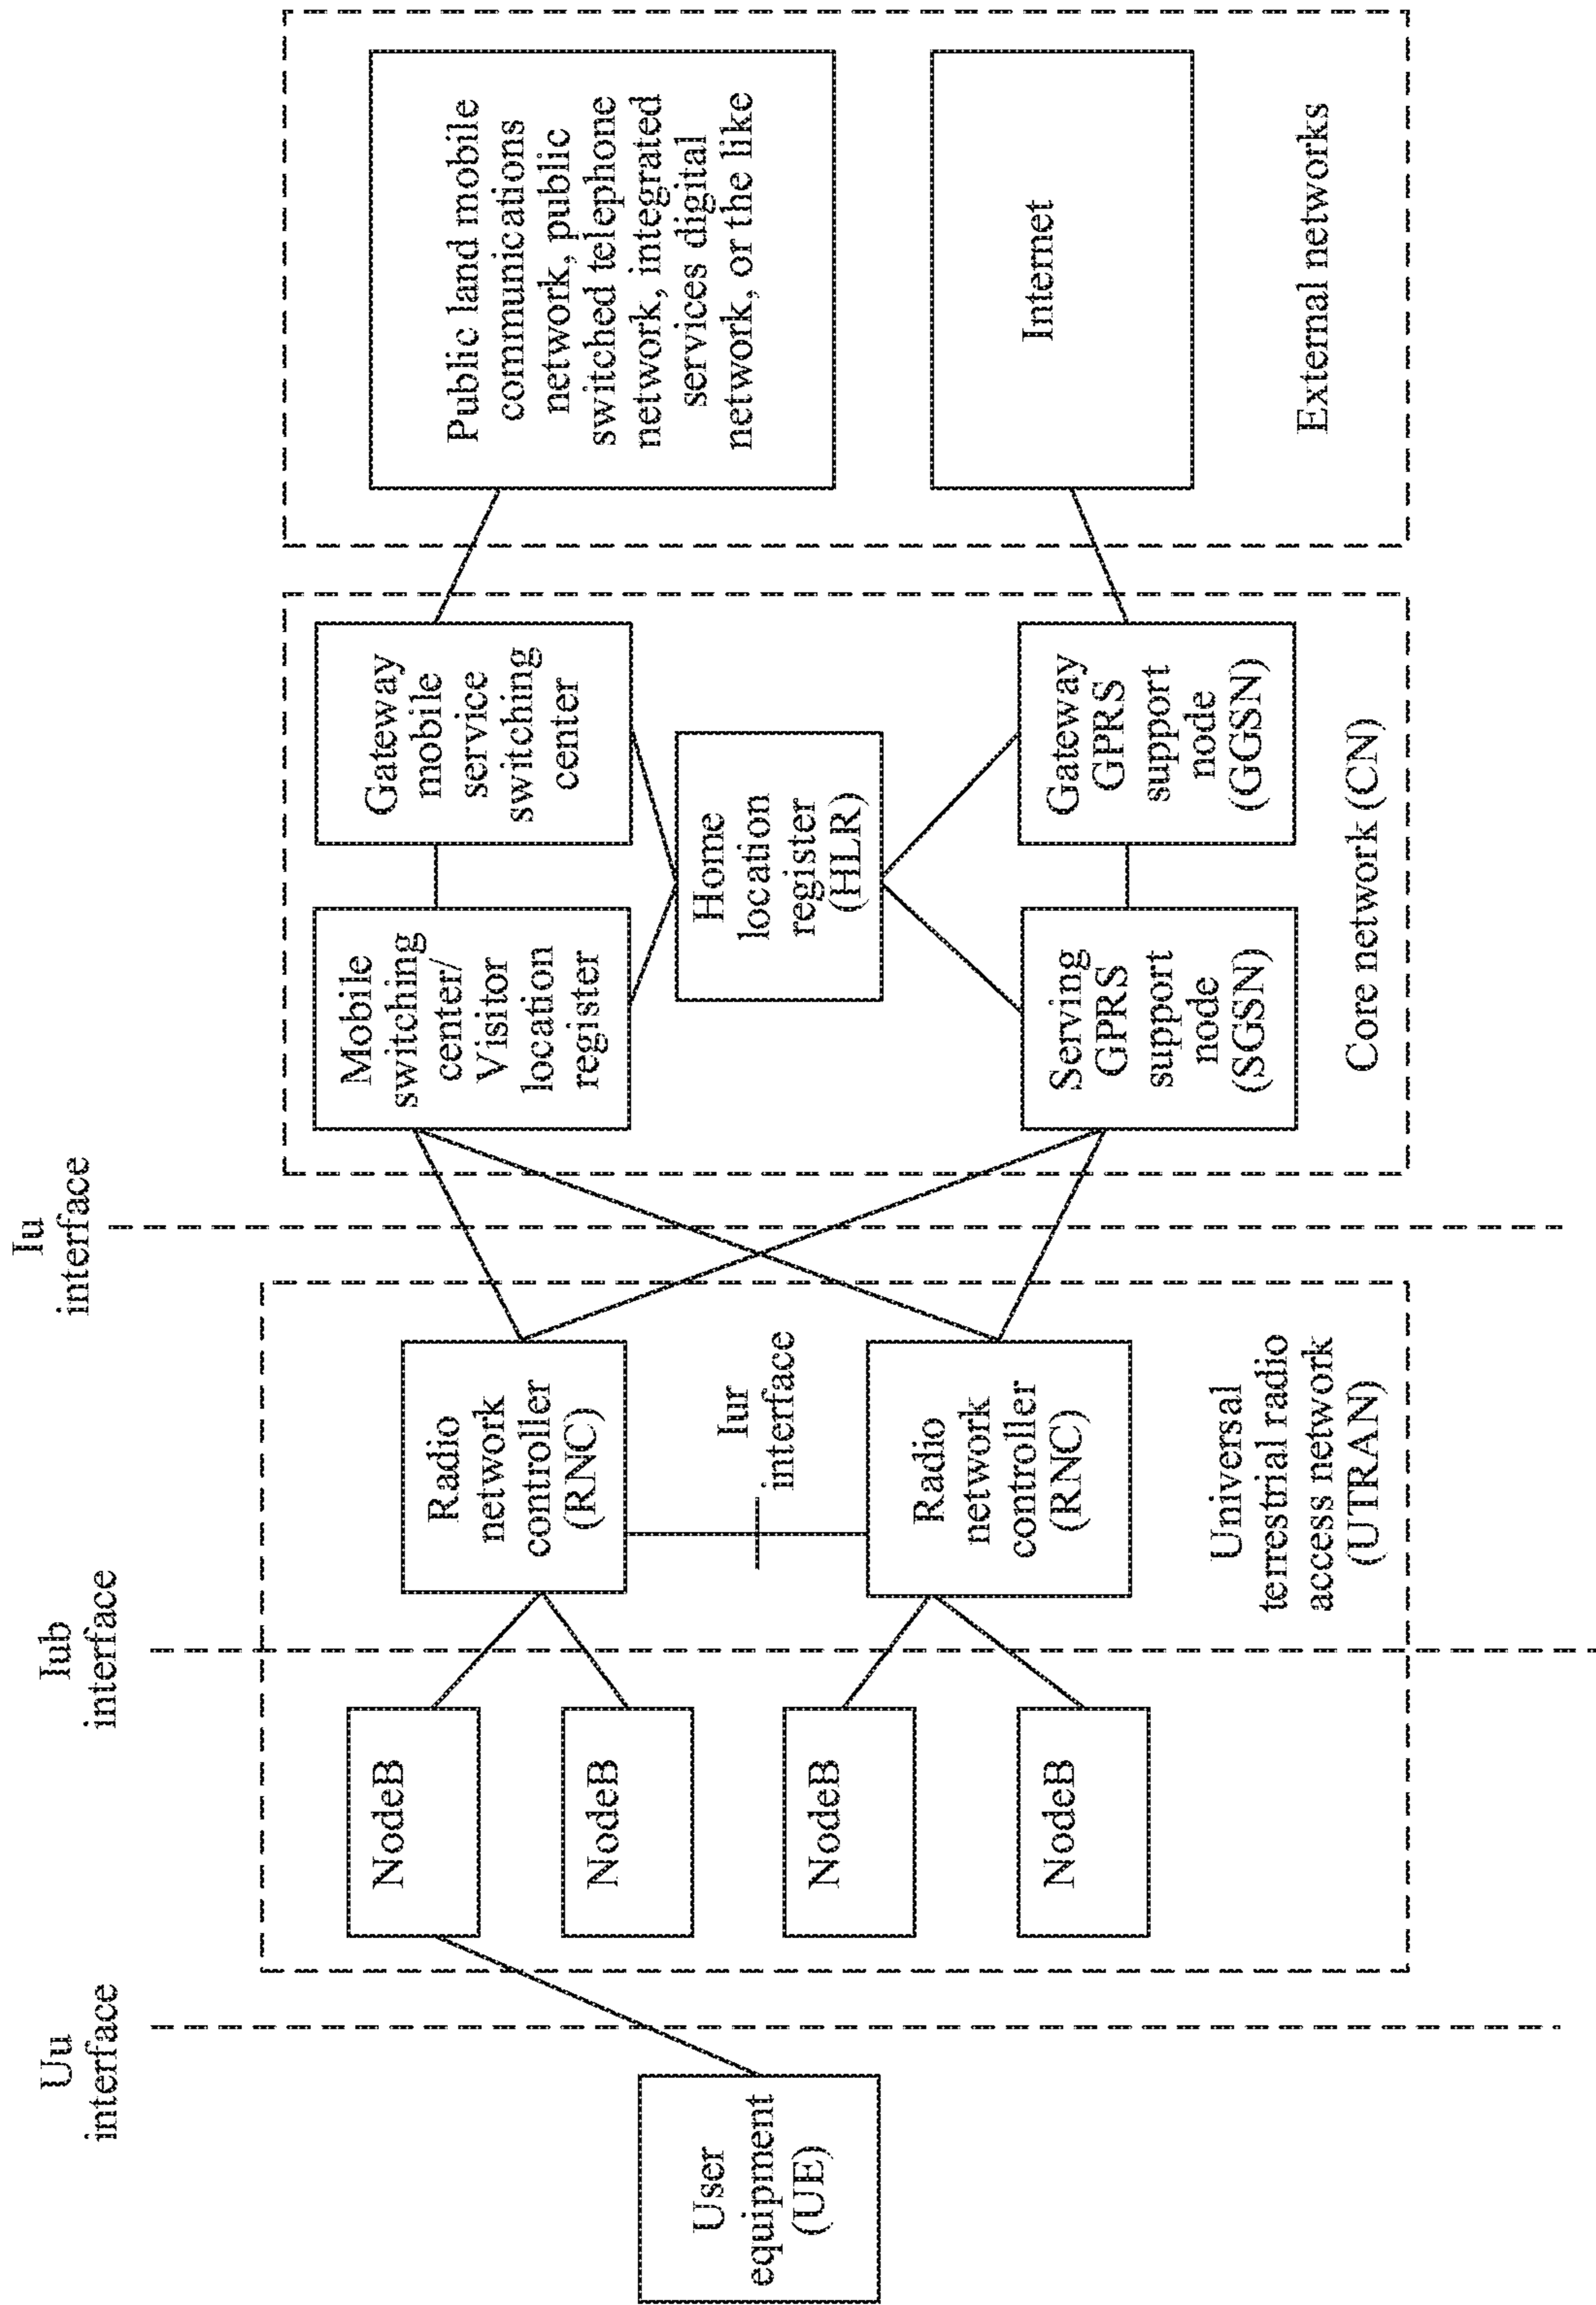 Uu
interface
Iub
interface
Iu
interface
User
equipment
(UE)
NodeB
NodeB
NodeB
NodeB
Radio
network
controller
(RNC)
Iur
interface
Radio
network
controller
(RNC)
Universal
terrestrial radio
access network
(UTRAN)
Mobile
switching
center/
Visitor
location
register
Gateway
mobile
service
switching
center
Home
location
register
(HLR)
Serving
GPRS
support
node
(SGSN)
Gateway
GPRS
support
node
(GGSN)
Core network (CN)
Public land mobile
communications
network, public
switched telephone
network, integrated
services digital
network, or the like
Internet
External networks